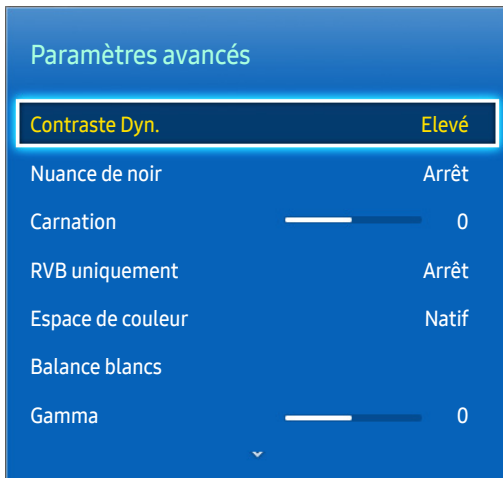 Paramètres avancés
Contraste Dyn. Elevé
Nuance de noir Arrêt
Carnation 0
RVB uniquement Arrêt
Espace de couleur Natif
Balance blancs
Gamma 0